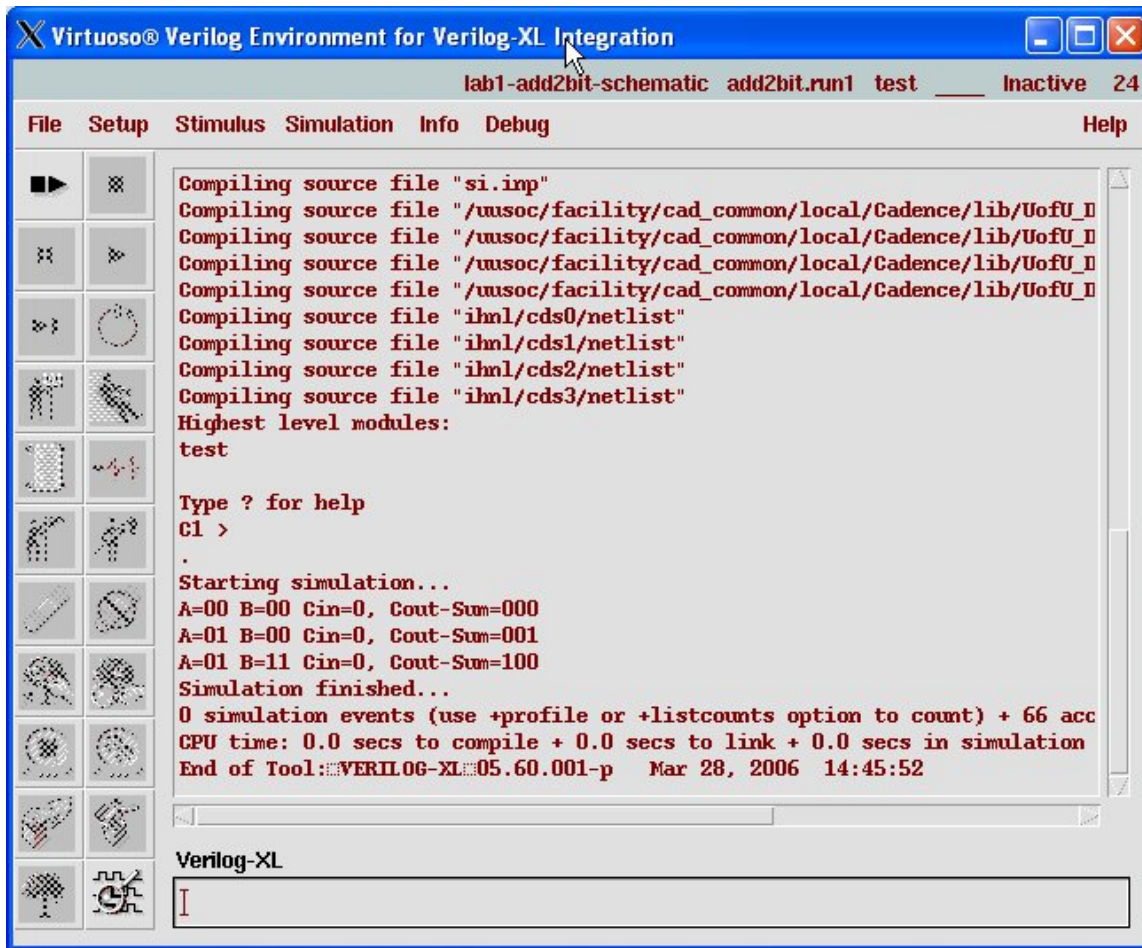 Virtuoso® Verilog Environment for Verilog-XL Integration
lab1-add2bit-schematic add2bit.run1 test ____ Inactive 24
File Setup Stimulus Simulation Info Debug Help
Compiling source file "si.inp"
Compiling source file "/uusoc/facility/cad_common/local/Cadence/lib/UofU_D
Compiling source file "/uusoc/facility/cad_common/local/Cadence/lib/UofU_D
Compiling source file "/uusoc/facility/cad_common/local/Cadence/lib/UofU_D
Compiling source file "/uusoc/facility/cad_common/local/Cadence/lib/UofU_D
Compiling source file "ihnl/cds0/netlist"
Compiling source file "ihnl/cds1/netlist"
Compiling source file "ihnl/cds2/netlist"
Compiling source file "ihnl/cds3/netlist"
Highest level modules:
test
Type ? for help
C1 >
.
Starting simulation...
A=00 B=00 Cin=0, Cout-Sum=000
A=01 B=00 Cin=0, Cout-Sum=001
A=01 B=11 Cin=0, Cout-Sum=100
Simulation finished...
0 simulation events (use +profile or +listcounts option to count) + 66 acc
CPU time: 0.0 secs to compile + 0.0 secs to link + 0.0 secs in simulation
End of Tool: VERILOG-XL 05.60.001-p Mar 28, 2006 14:45:52
Verilog-XL